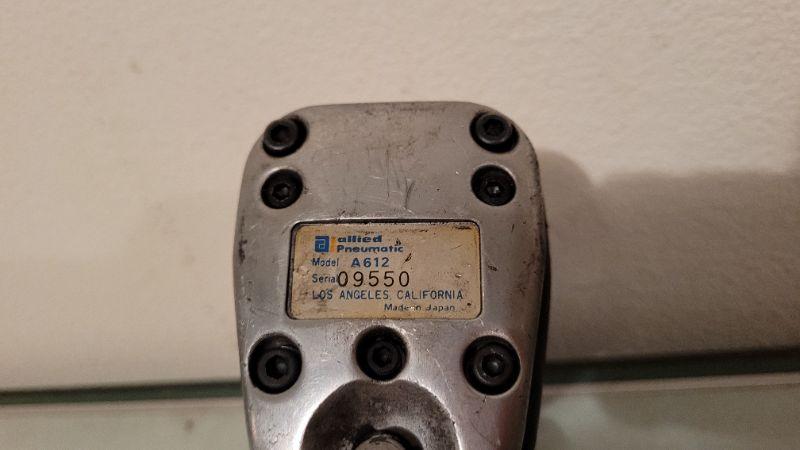 a allied
Pneumatic
Model A612
Serial 09550
LOS ANGELES, CALIFORNIA
Made in Japan